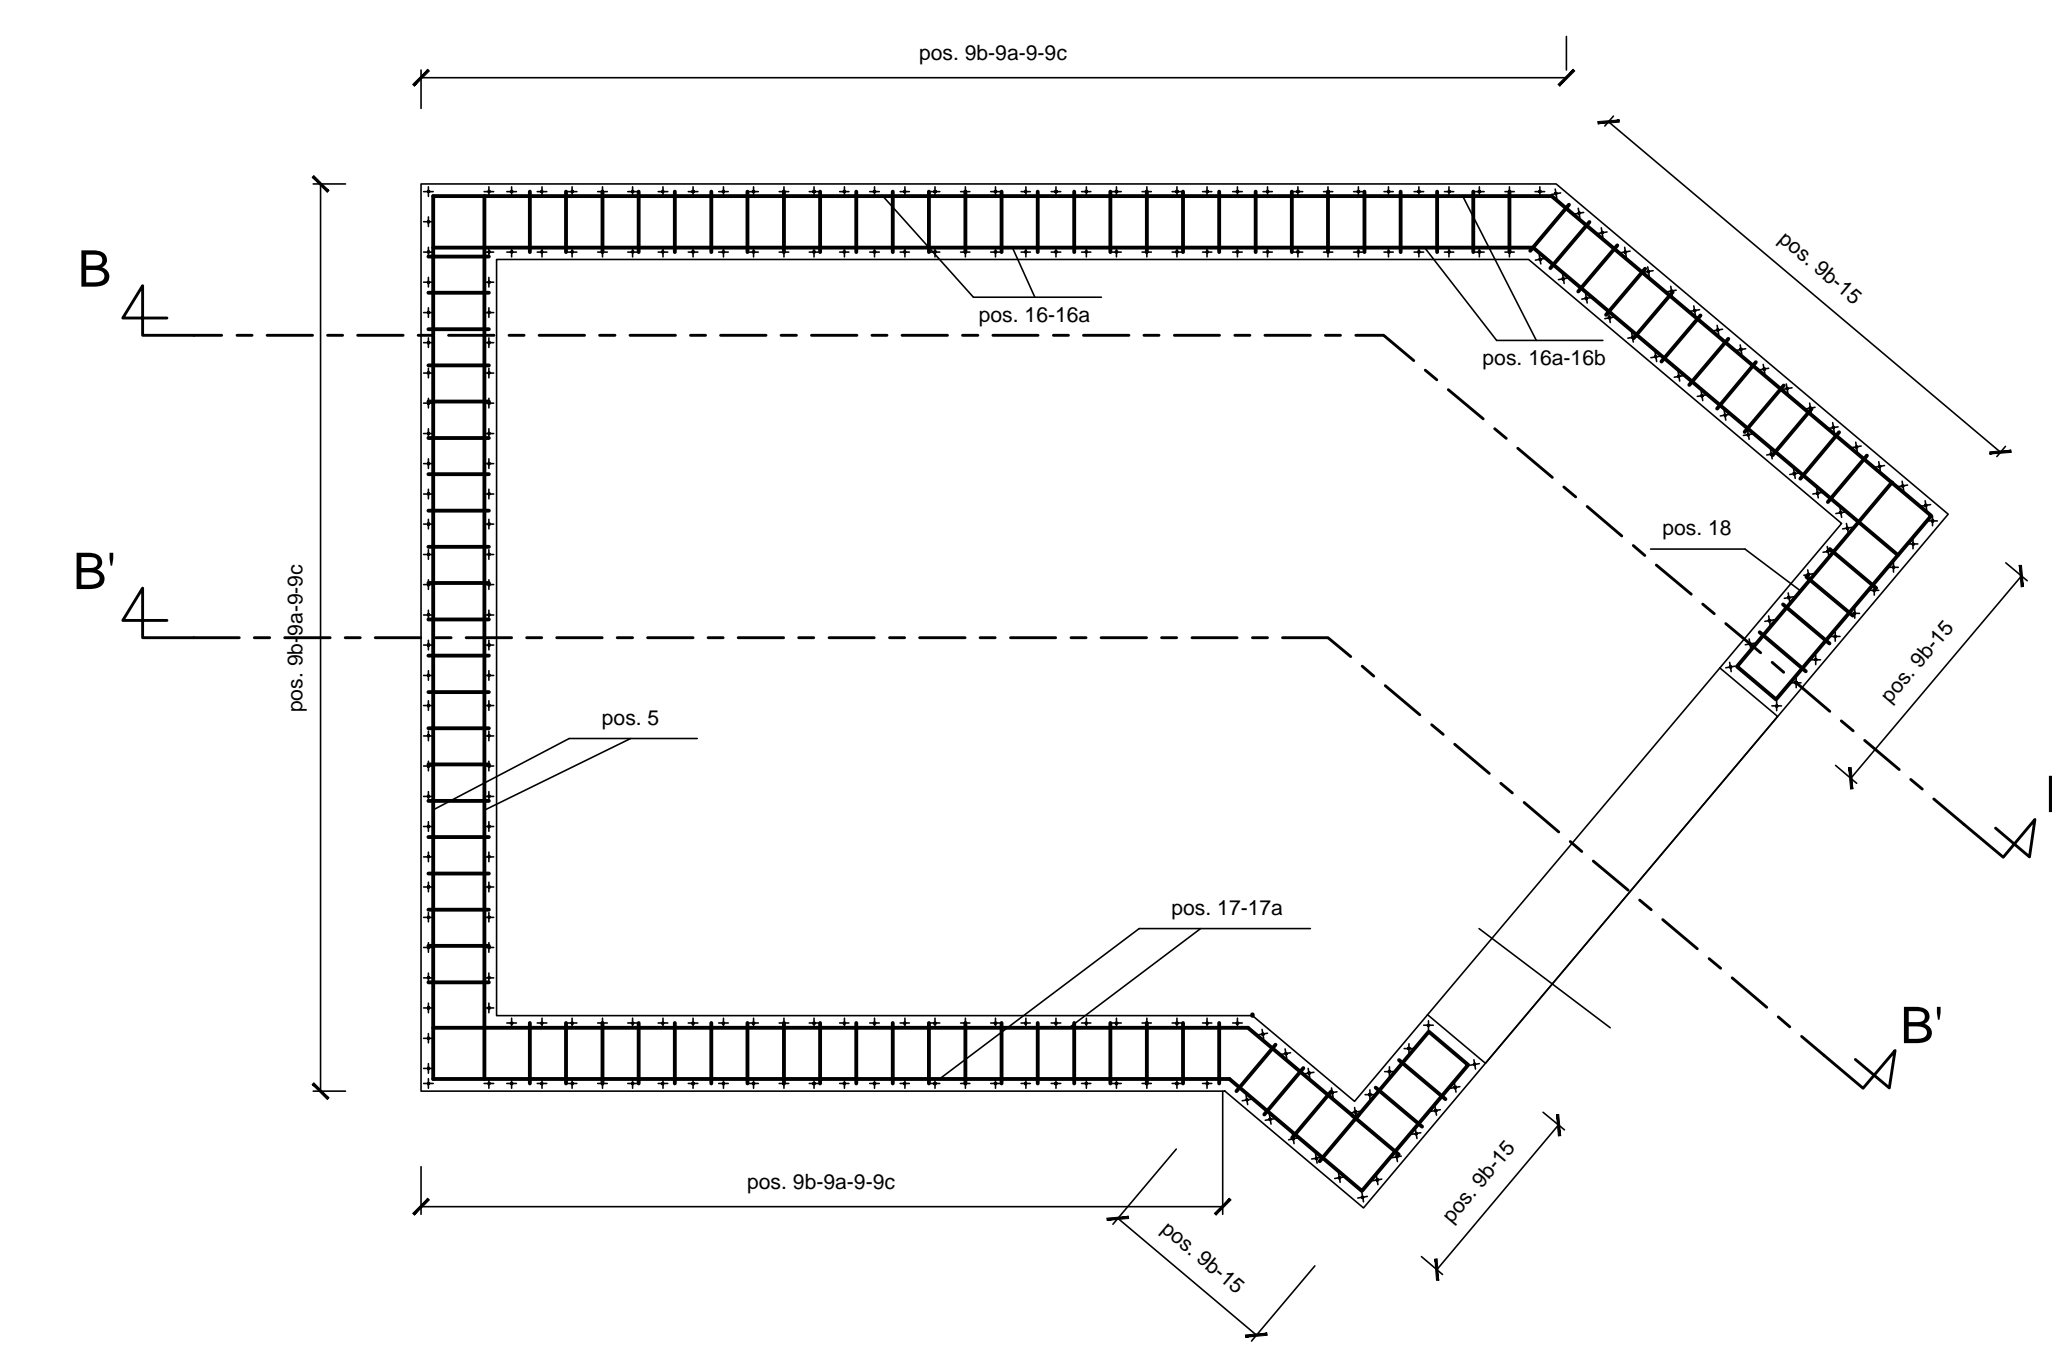 pos. 9b-9a-9-9c
pos. 9b-15
B
pos. 16-16a
pos. 16a-16b
pos. 18
B'
pos. 9b-9a-9-9c
pos. 9b-15
pos. 5
pos. 17-17a
B'
pos. 9b-15
pos. 9b-9a-9-9c
pos. 9b-15